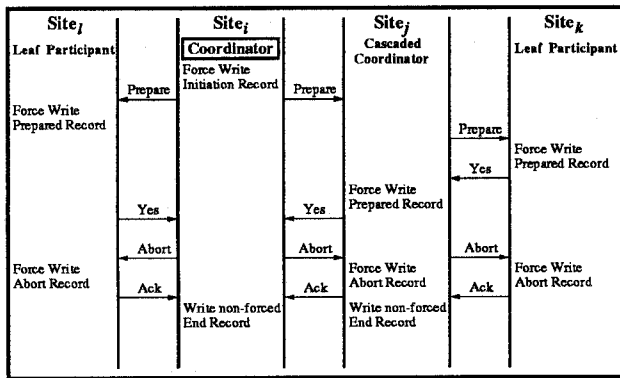 Site_l
Leaf Participant
Site_i
Coordinator
Site_j
Cascaded
Coordinator
Site_k
Leaf Participant
Force Write
Initiation Record
Prepare
Prepare
Force Write
Prepared Record
Prepare
Force Write
Prepared Record
Yes
Force Write
Prepared Record
Yes
Yes
Abort
Abort
Abort
Force Write
Abort Record
Force Write
Abort Record
Force Write
Abort Record
Ack
Ack
Ack
Write non-forced
End Record
Write non-forced
End Record